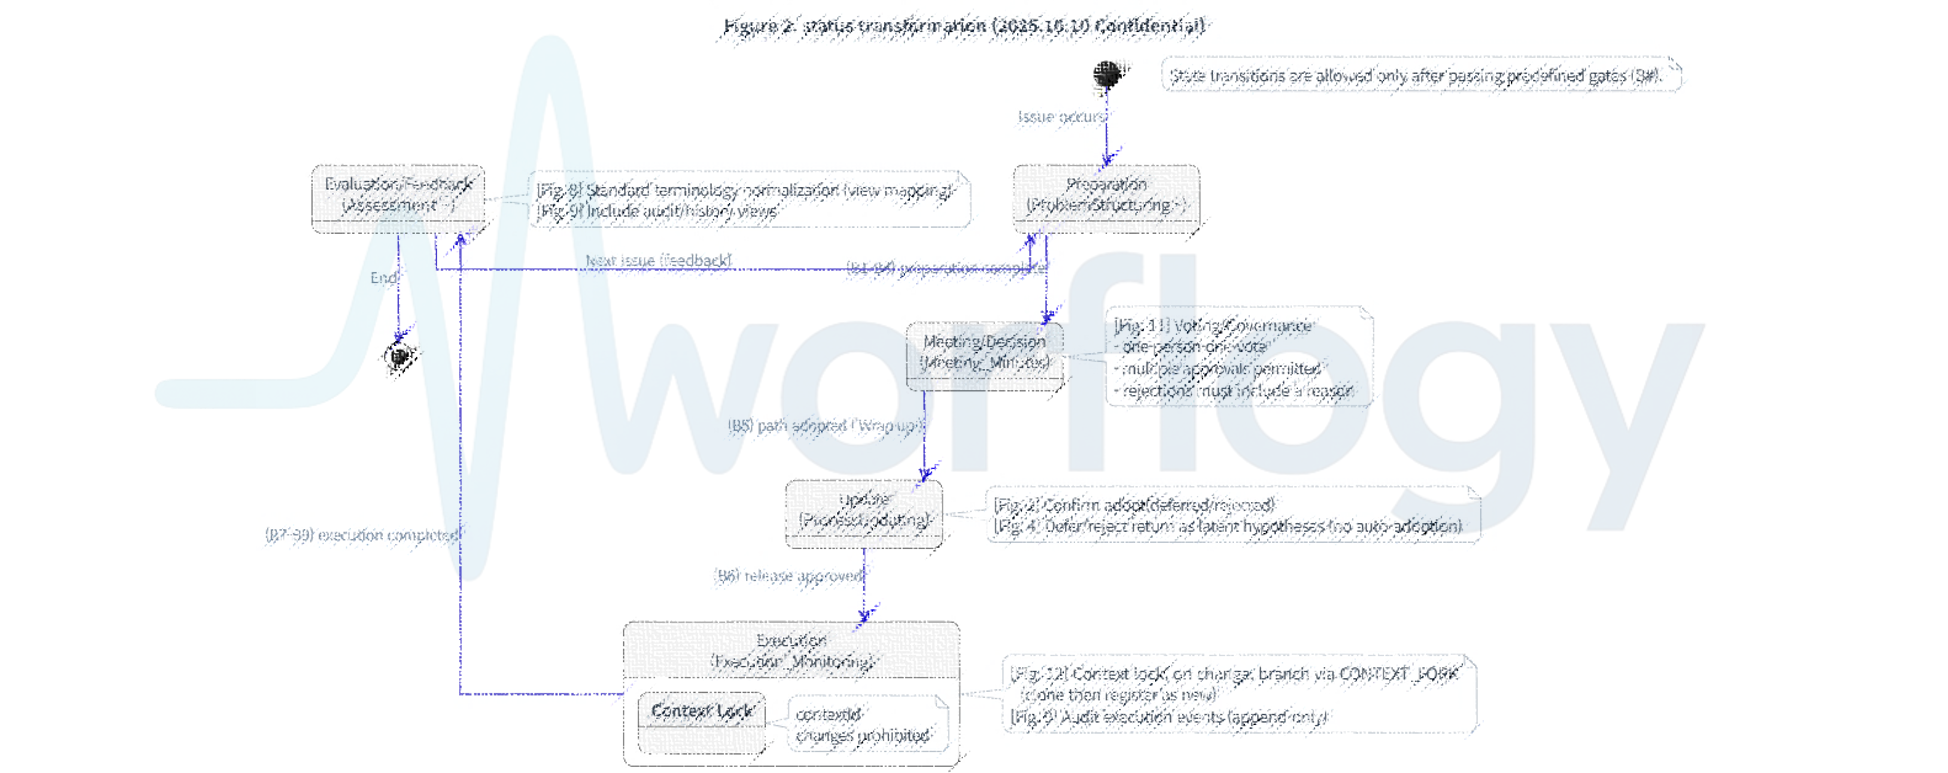 Figure 2. status transformation (2025.10.10 Confidential)
State transitions are allowed only after passing predefined gates (B#).
Issue occurs
Evaluation/Feedback
(Assessment~)
[Fig. 8] Standard terminology normalization (view mapping)
[Fig. 9] Include audit/history views
Preparation
(ProblemStructuring~)
Next issue (feedback)
(B1-B4) preparation complete
End
Meeting/Decision
(Meeting_Minutes)
[Fig. 11] Voting/Governance
- one-person-one-vote
- multiple approvals permitted
- rejections must include a reason
worflogy
(B5) path adopted ('Wrap up')
Update
(ProcessUpdating)
[Fig. 2] Confirm adopt(deferred/rejected)
[Fig. 4] Defer/reject return as latent hypotheses (no auto-adoption)
(B7-B9) execution completed
(B6) release approved
Execution
(Execution_Monitoring)
Context Lock
contextId
changes prohibited
[Fig. 12] Context lock, on change, branch via CONTEXT_FORK
(clone then register as new)
Audit execution events (append-only)